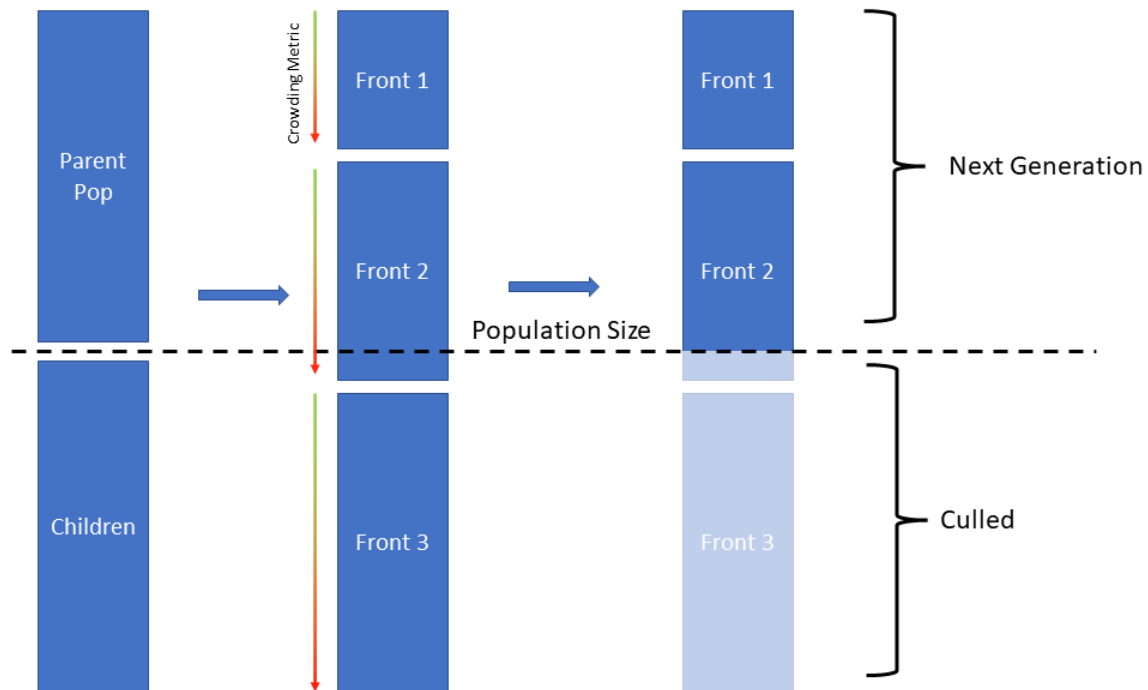 Parent
Pop
Children
Crowding Metric
Front 1
Front 2
Front 3
Population Size
Front 1
Front 2
Front 3
Next Generation
Culled